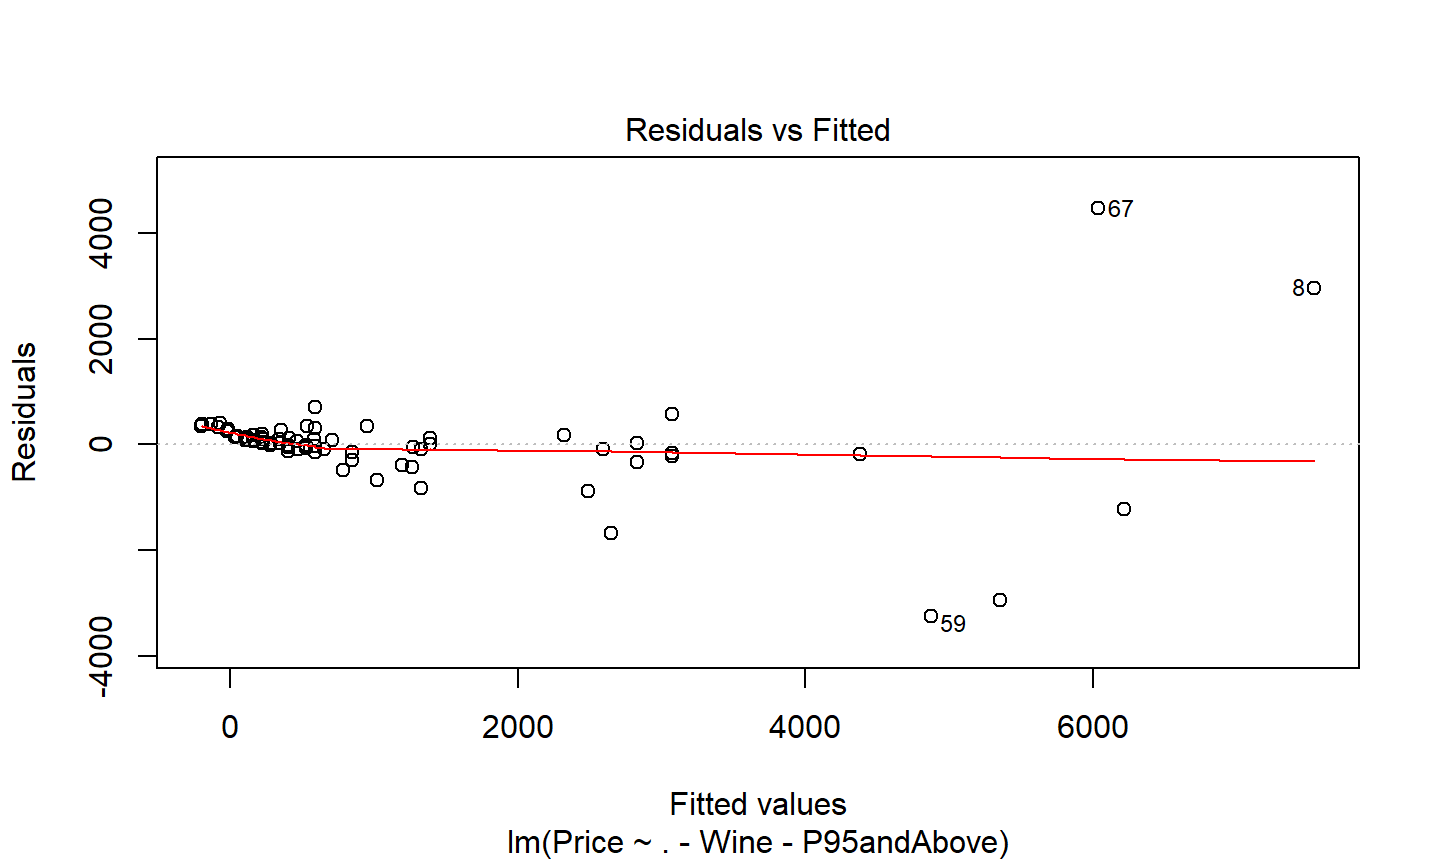 Residuals vs Fitted
Residuals
4000
2000
0
-4000
67
8
59
0 2000 4000 6000
Fitted values
lm(Price ~ . - Wine - P95andAbove)